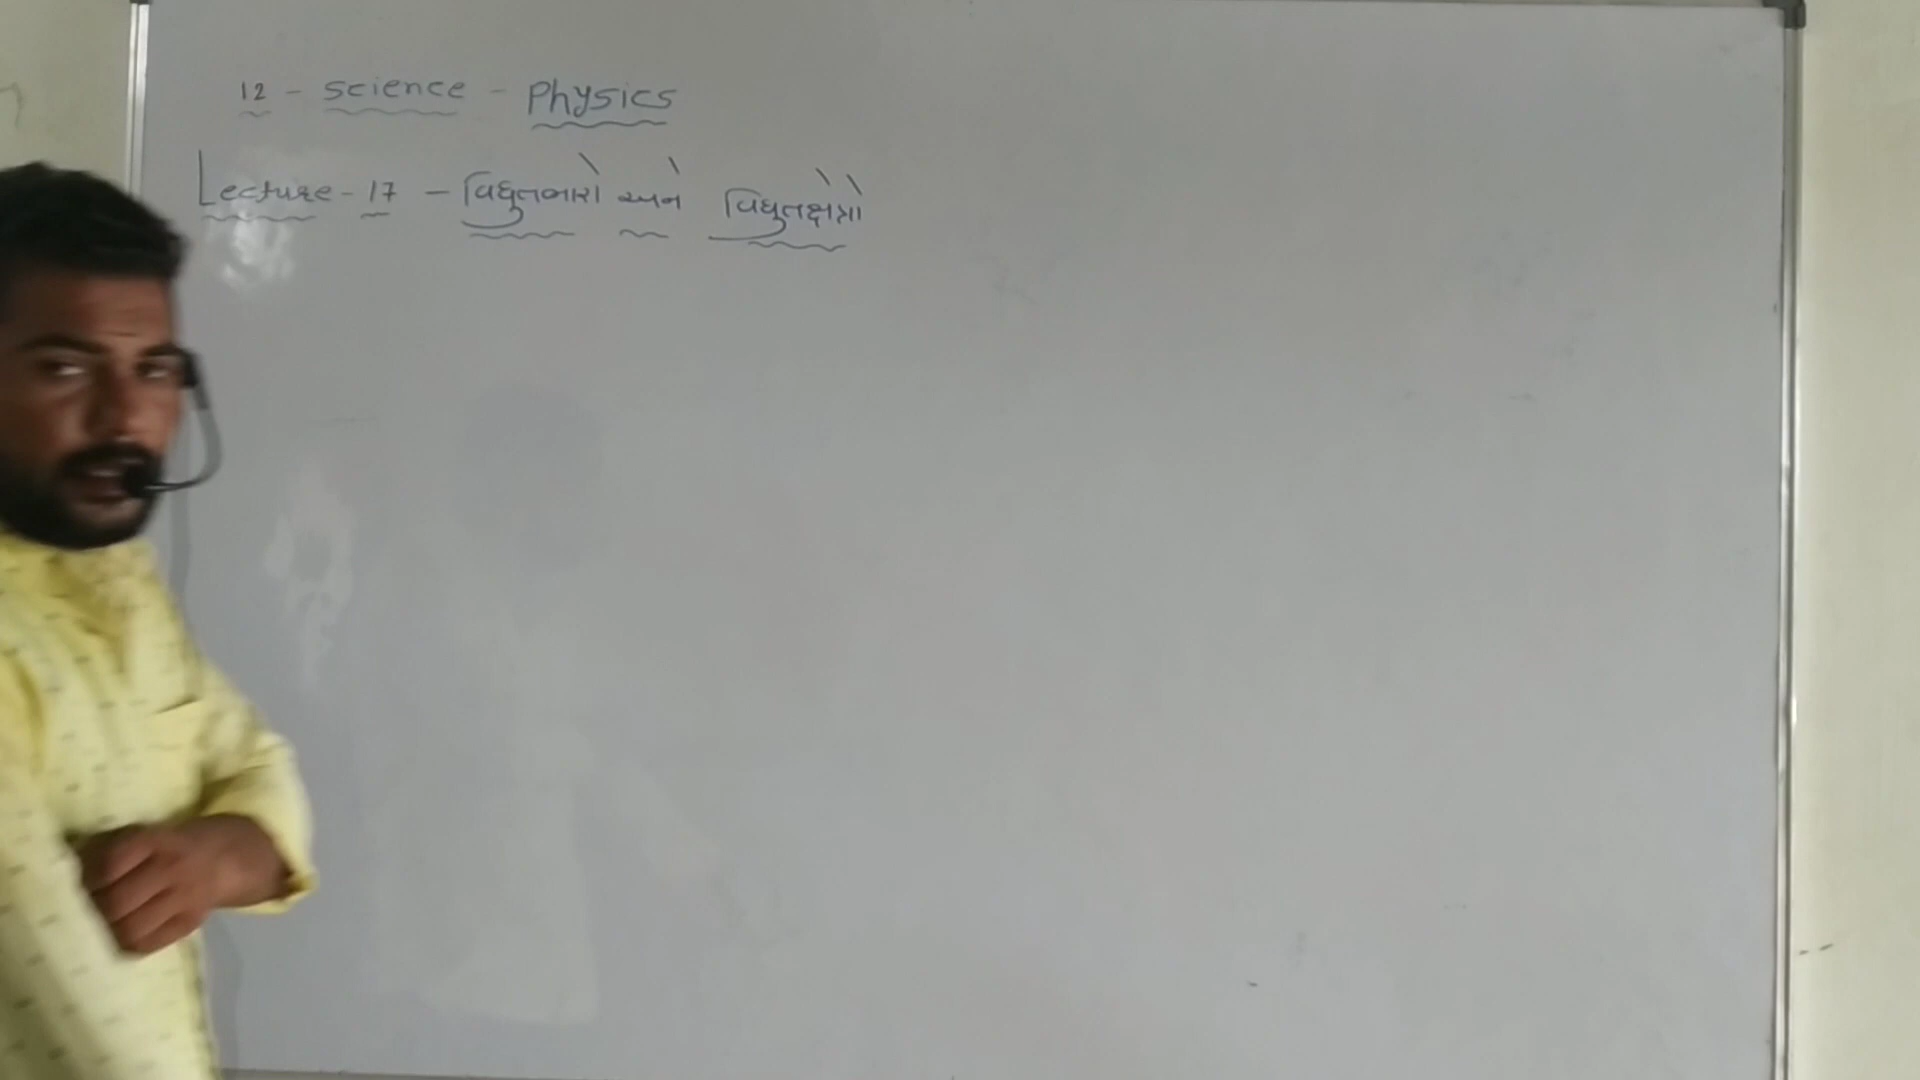 12 - Science - Physics
Lecture - 17 - વિધુતભારો અને વિધુતક્ષેત્રો